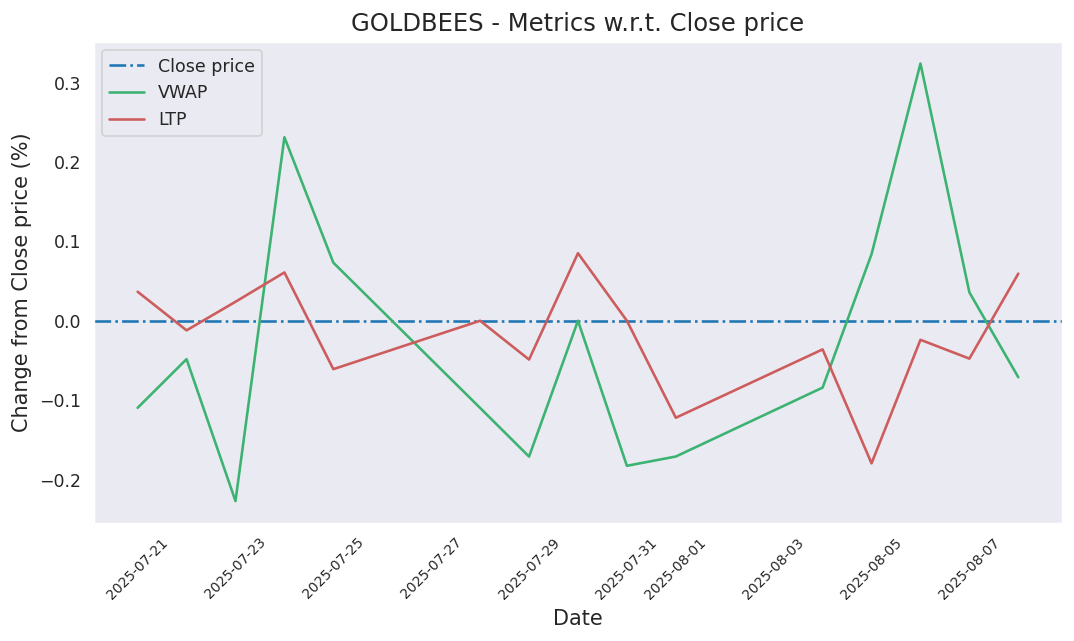 GOLDBEES - Metrics w.r.t. Close price
Close price
VWAP
LTP
Change from Close price (%)
0.3
0.2
0.1
0.0
−0.1
−0.2
2025-07-21
2025-07-23
2025-07-25
2025-07-27
2025-07-29
2025-07-31
2025-08-01
2025-08-03
2025-08-05
2025-08-07
Date